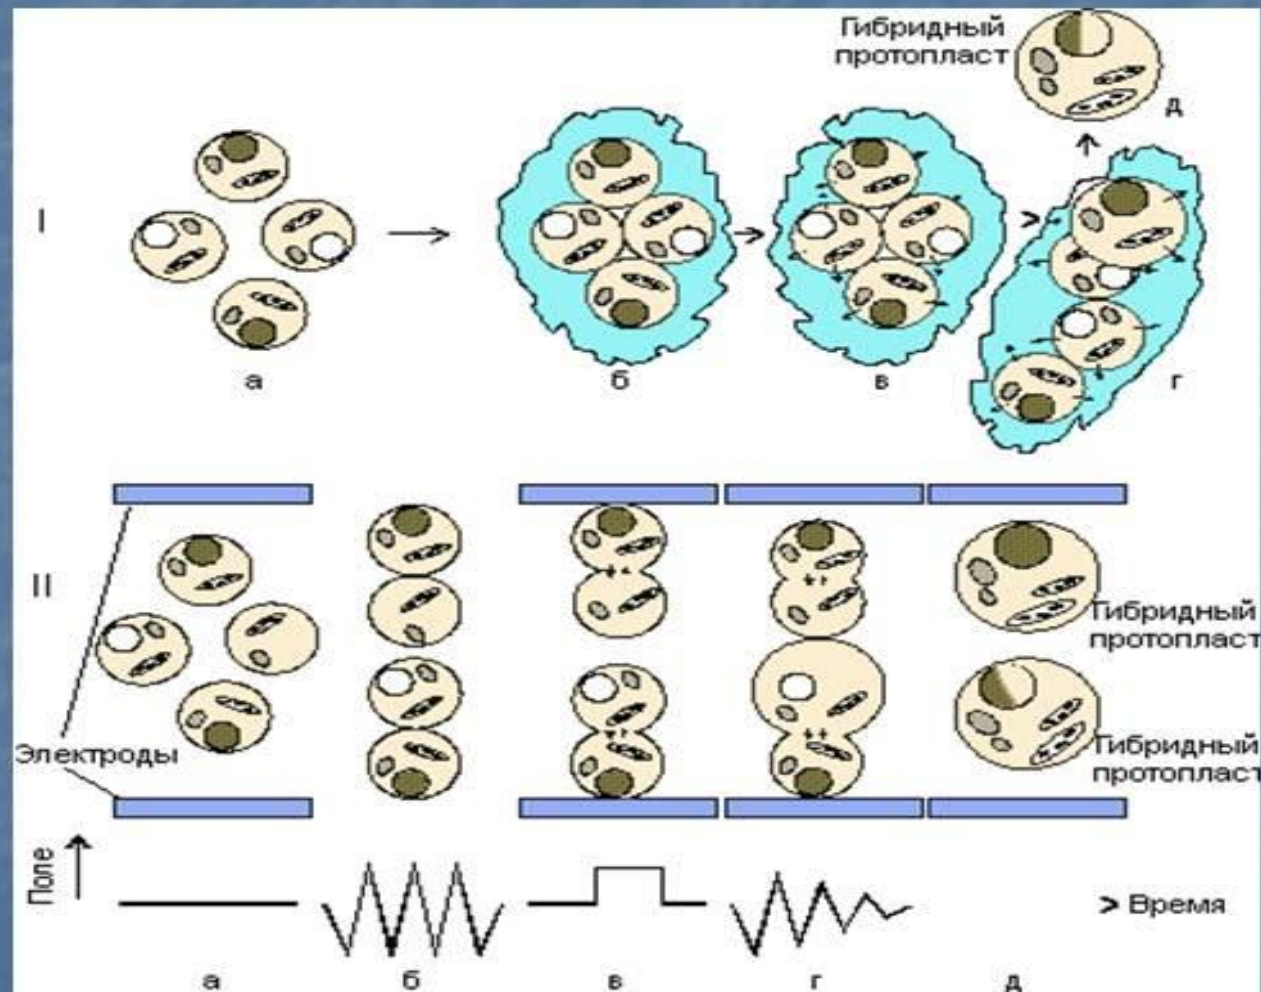 Гибридный
протопласт
д
I
а
б
в
г
II
Гибридный
протопласт
Электроды
Гибридный
протопласт
Поле
> Время
а
б
в
г
д